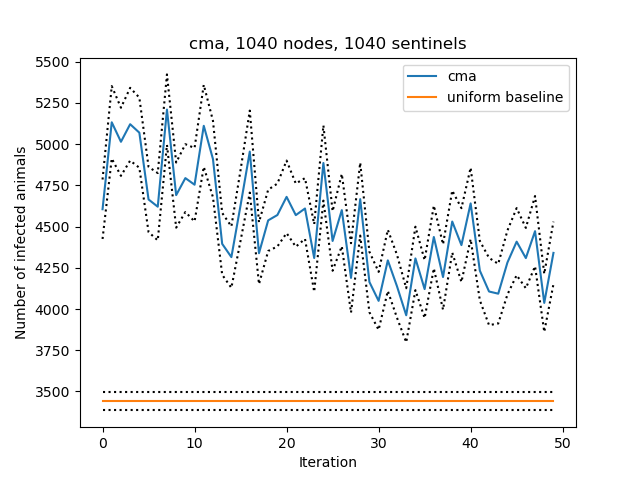 cma, 1040 nodes, 1040 sentinels
cma
uniform baseline
Number of infected animals
5500
5250
5000
4750
4500
4250
4000
3750
3500
0 10 20 30 40 50
Iteration